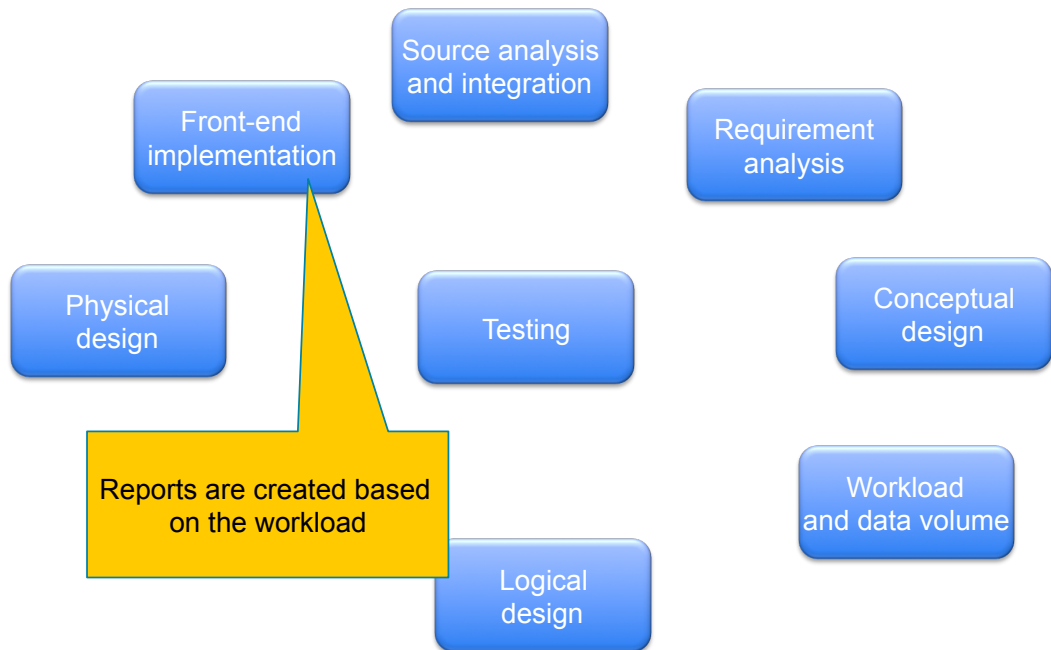 Source analysis
and integration
Front-end
implementation
Requirement
analysis
Physical
design
Testing
Conceptual
design
Reports are created based
on the workload
Workload
and data volume
Logical
design